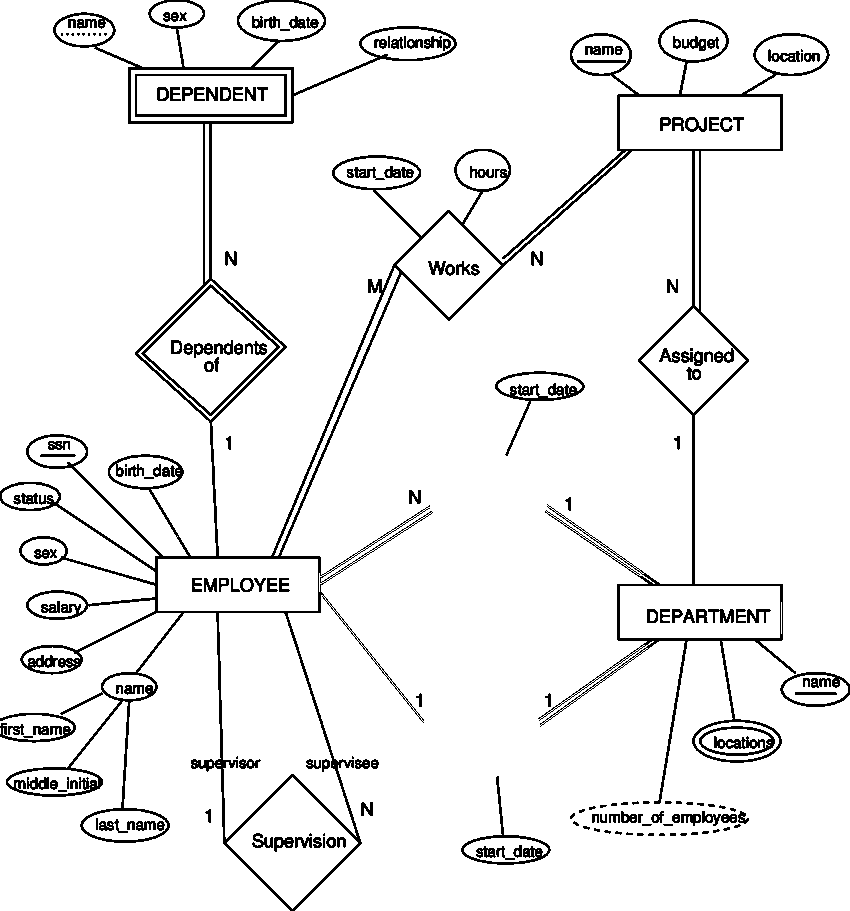 name
sex
birth_date
relationship
DEPENDENT
name
budget
location
PROJECT
start_date
hours
N
Works
M
N
N
Dependents
of
Assigned
to
start_date
1
1
ssn
birth_date
status
N
1
sex
EMPLOYEE
salary
DEPARTMENT
address
name
name
1
1
first_name
locations
supervisor
supervisee
middle_initial
1
N
number_of_employees
last_name
Supervision
start_date